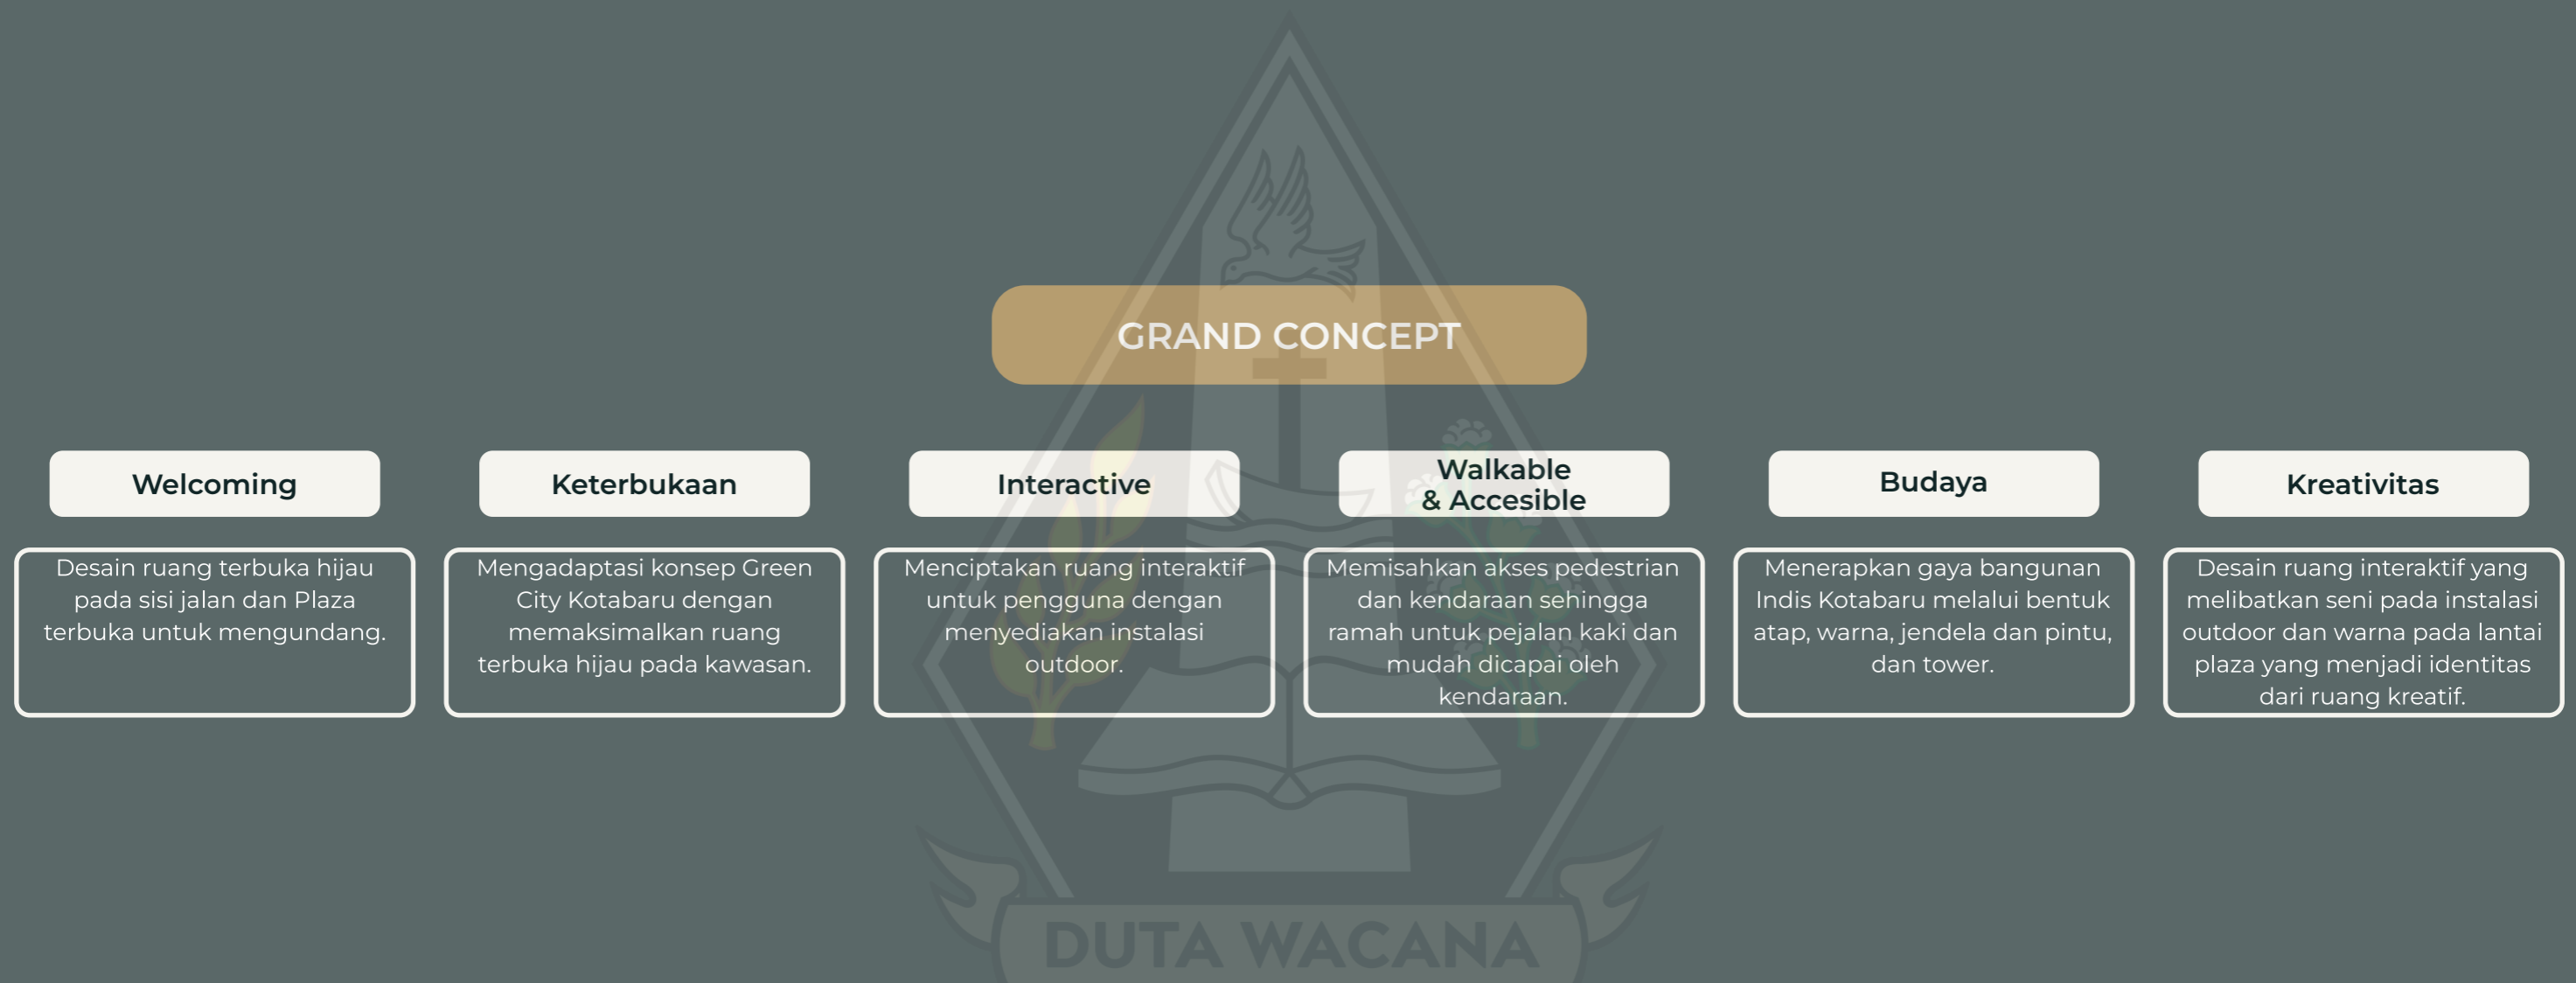 GRAND CONCEPT
Welcoming
Desain ruang terbuka hijau
pada sisi jalan dan Plaza
terbuka untuk mengundang.
Keterbukaan
Mengadaptasi konsep Green
City Kotabaru dengan
memaksimalkan ruang
terbuka hijau pada kawasan.
Interactive
Menciptakan ruang interaktif
untuk pengguna dengan
menyediakan instalasi
outdoor.
Walkable
& Accesible
Memisahkan akses pedestrian
dan kendaraan sehingga
ramah untuk pejalan kaki dan
mudah dicapai oleh
kendaraan.
Budaya
Menerapkan gaya bangunan
Indis Kotabaru melalui bentuk
atap, warna, jendela dan pintu,
dan tower.
Kreativitas
Desain ruang interaktif yang
melibatkan seni pada instalasi
outdoor dan warna pada lantai
plaza yang menjadi identitas
dari ruang kreatif.
DUTA WACANA